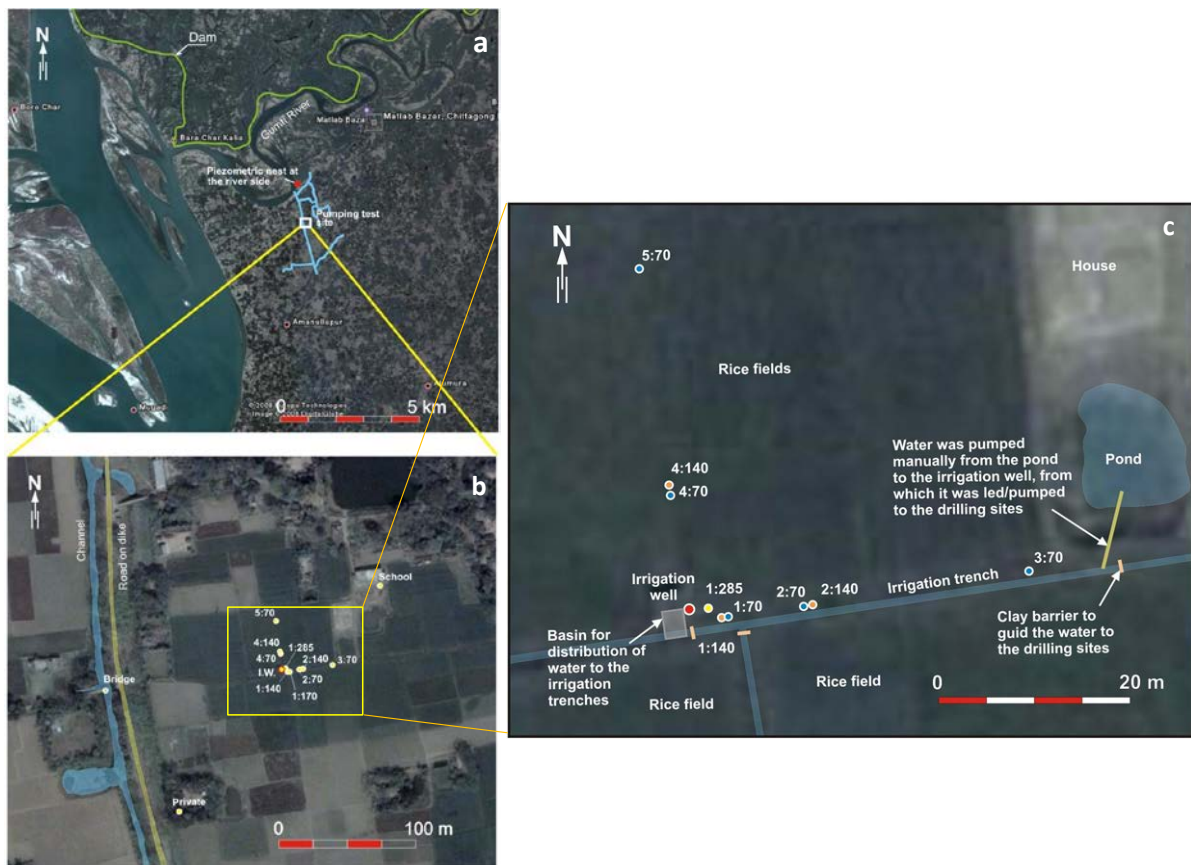 a
N
Dam
Bara Char
Gumti River
Matlab Baza
Matlab Bazar, Chittagong
Bara Char Kalia
Piezometric nest at
the river side
Pumping test
site
Amanullapur
0
5 km
b
N
Channel
Road on dike
School
5:70
4:140
1:285
4:70
2:140
3:70
I.W.
2:70
1:140
1:170
Bridge
Private
0
100 m
c
N
5:70
House
Rice fields
4:140
4:70
Water was pumped
manually from the pond
to the irrigation well, from
which it was led/pumped
to the drilling sites
Pond
3:70
Irrigation
well
1:285
1:70
2:70
2:140
Irrigation trench
Basin for
distribution of
water to the
irrigation
trenches
1:140
Clay barrier to
guid the water to
the drilling sites
Rice field
Rice field
0
20 m